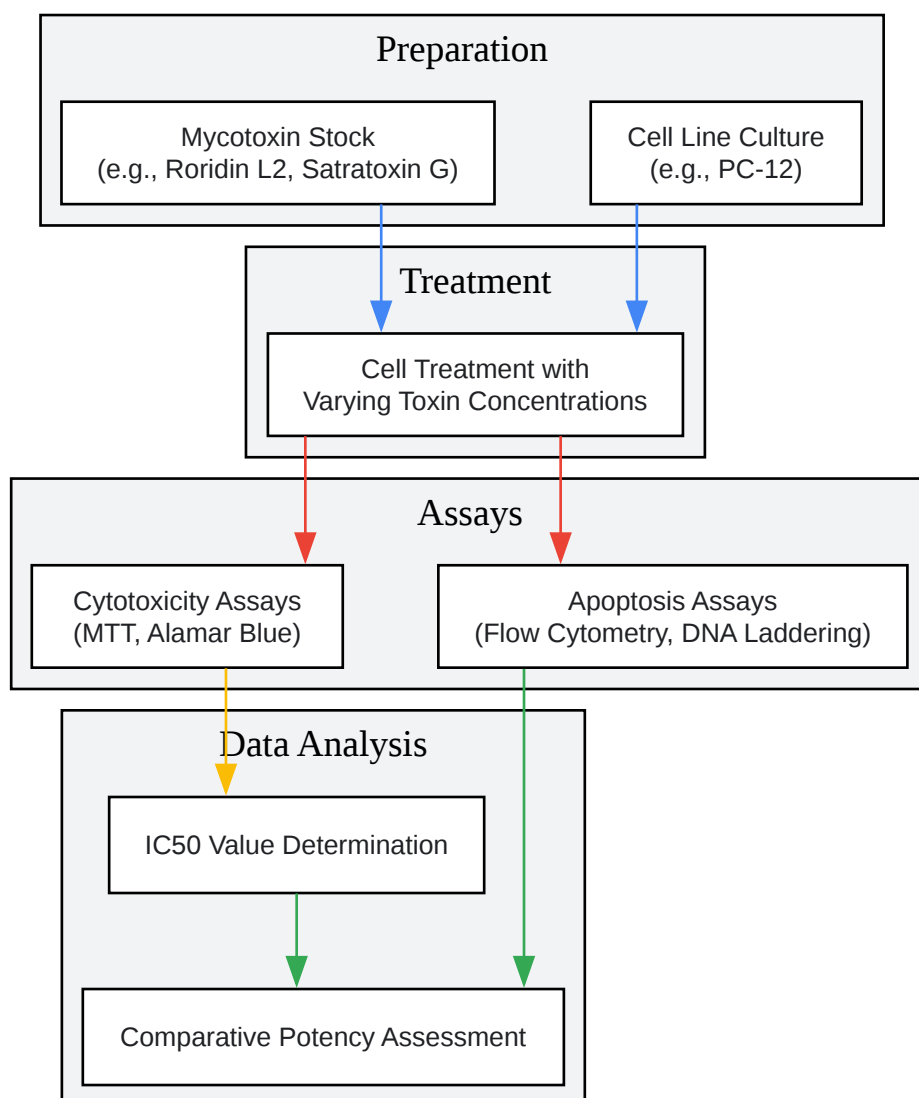 Preparation
Mycotoxin Stock
(e.g., Roridin L2, Satratoxin G)
Cell Line Culture
(e.g., PC-12)
Treatment
Cell Treatment with
Varying Toxin Concentrations
Assays
Cytotoxicity Assays
(MTT, Alamar Blue)
Apoptosis Assays
(Flow Cytometry, DNA Laddering)
Data Analysis
IC50 Value Determination
Comparative Potency Assessment